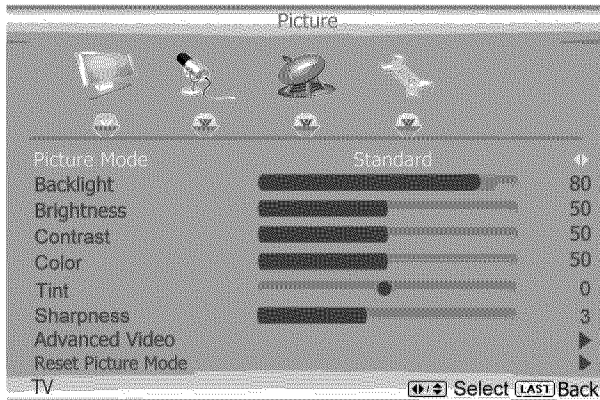 Picture
Picture Mode Standard
Backlight 80
Brightness 50
Contrast 50
Color 50
Tint 0
Sharpness 3
Advanced Video
Reset Picture Mode
TV Select LAST Back